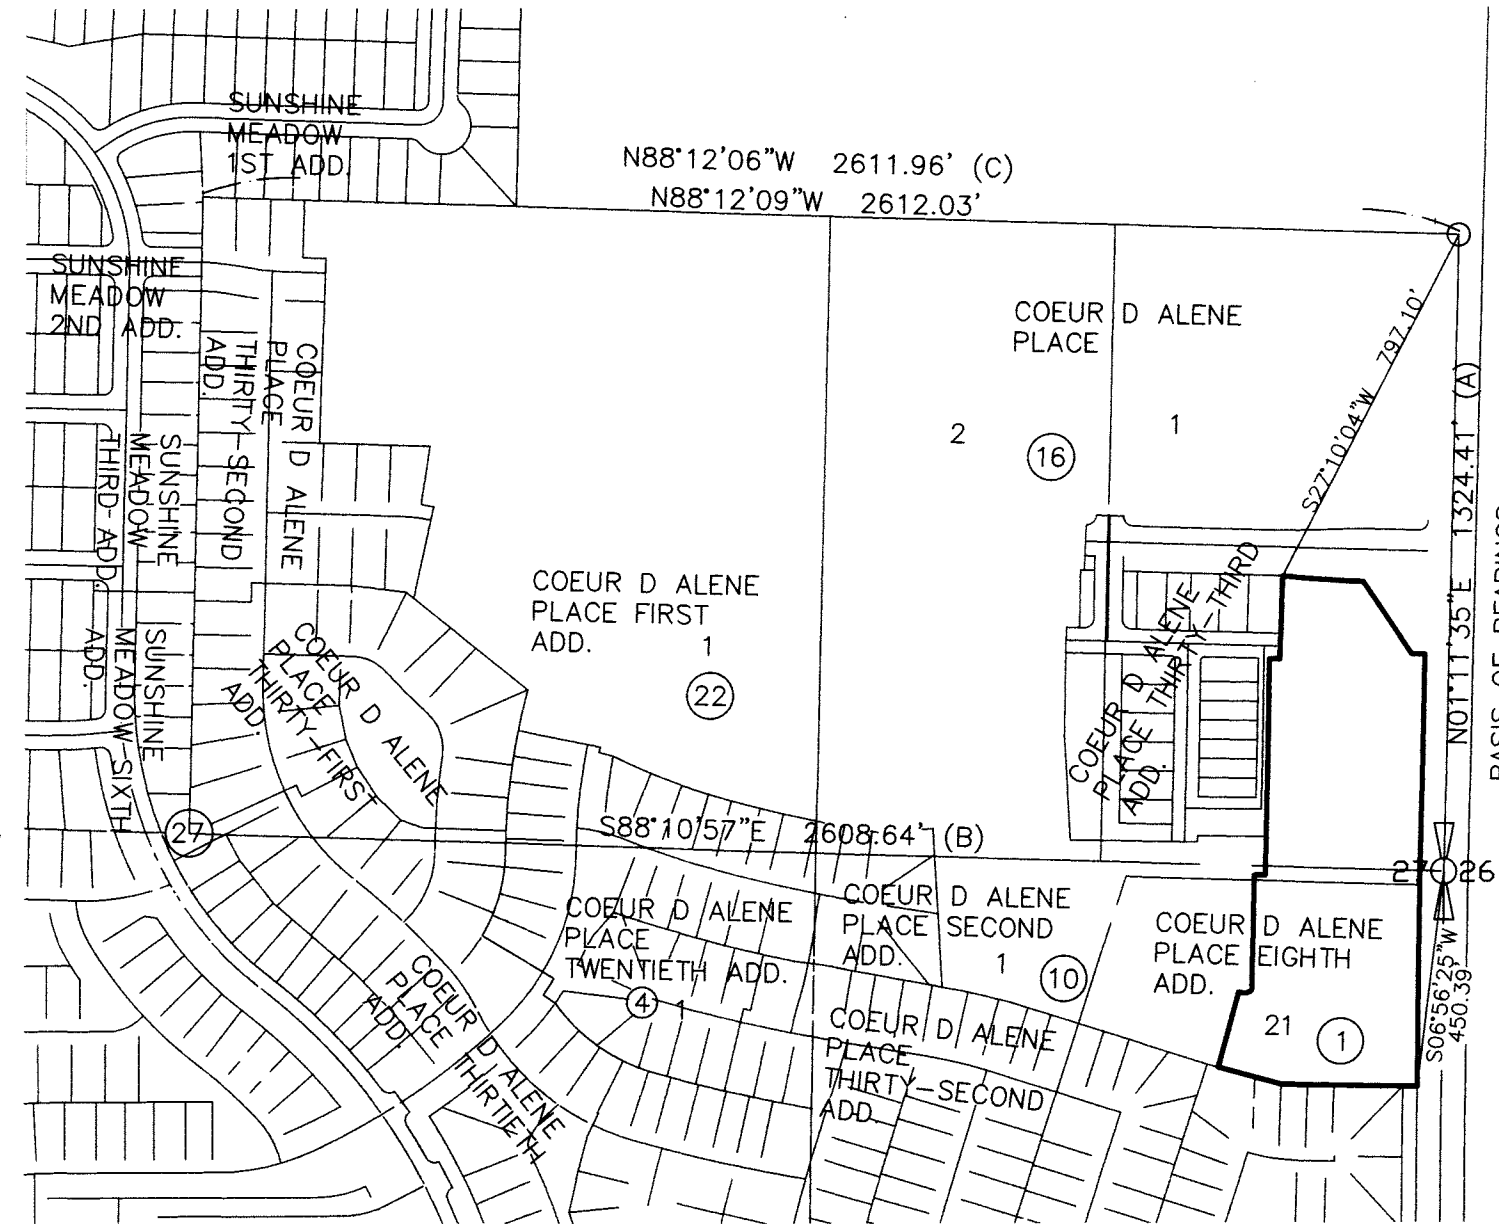 SUNSHINE
MEADOW
1ST ADD.
N88°12'06"W 2611.96' (C)
N88°12'09"W 2612.03'
SUNSHINE
MEADOW
2ND ADD.
COEUR D ALENE
PLACE
THIRTY-SECOND
ADD.
COEUR D ALENE
PLACE
797.10'
S27°10'04"W
N01°11'35"E 1324.41' (A)
2
16
1
SUNSHINE
MEADOW
THIRD ADD.
COEUR D ALENE
PLACE FIRST
ADD.
1
22
COEUR D ALENE
PLACE THIRTY-THIRD
ADD.
SUNSHINE
MEADOW SIXTH
ADD.
COEUR D ALENE
PLACE
THIRTY-FIRST
ADD.
27
S88°10'57"E 2608.64' (B)
27 26
COEUR D ALENE
PLACE
TWENTIETH ADD.
4 1
COEUR D ALENE
PLACE SECOND
ADD.
1
10
COEUR D ALENE
PLACE EIGHTH
ADD.
21
1
S06°56'25"W
450.39'
COEUR D ALENE
PLACE THIRTIETH
ADD.
COEUR D ALENE
PLACE
THIRTY-SECOND
ADD.